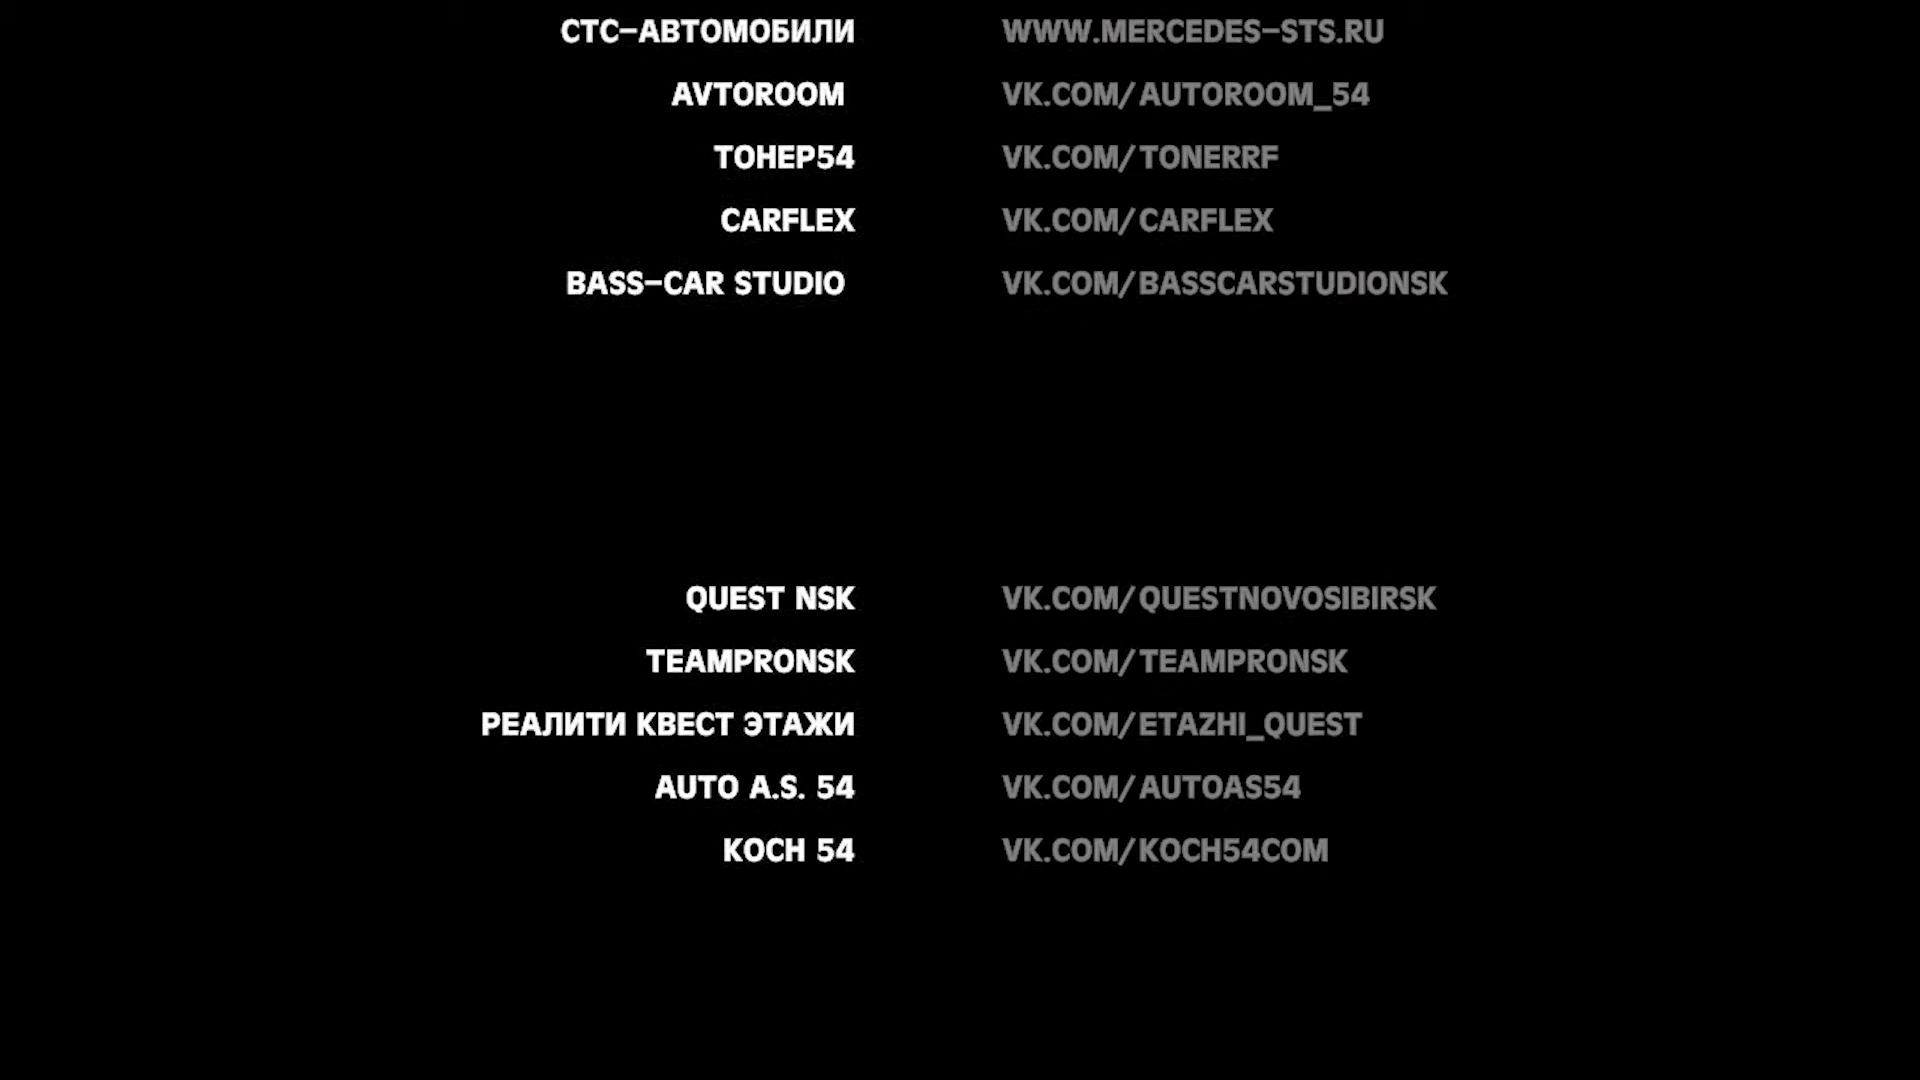 СТС-АВТОМОБИЛИ WWW.MERCEDES-STS.RU
AVTOROOM VK.COM/AUTOROOM_54
ТОНЕР54 VK.COM/TONERRF
CARFLEX VK.COM/CARFLEX
BASS-CAR STUDIO VK.COM/BASSCARSTUDIONSK
QUEST NSK VK.COM/QUESTNOVOSIBIRSK
TEAMPRONSK VK.COM/TEAMPRONSK
РЕАЛИТИ КВЕСТ ЭТАЖИ VK.COM/ETAZHI_QUEST
AUTO A.S. 54 VK.COM/AUTOAS54
KOCH 54 VK.COM/KOCH54COM